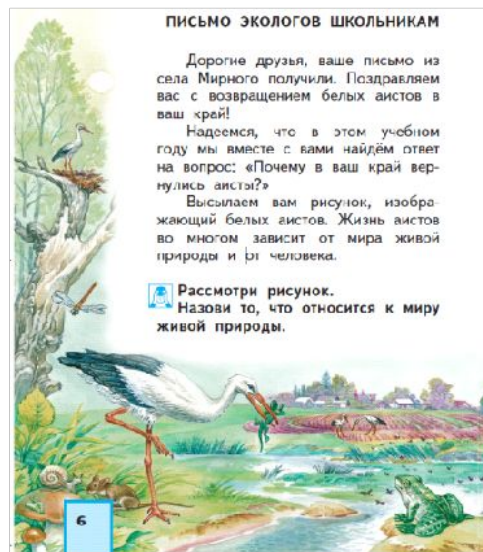 ПИСЬМО ЭКОЛОГОВ ШКОЛЬНИКАМ
Дорогие друзья, ваше письмо из
села Мирного получили. Поздравляем
вас с возвращением белых аистов в
ваш край!
Надеемся, что в этом учебном
году мы вместе с вами найдём ответ
на вопрос: «Почему в ваш край вер-
нулись аисты?»
Высылаем вам рисунок, изобра-
жающий белых аистов. Жизнь аистов
во многом зависит от мира живой
природы и от человека.
Рассмотри рисунок.
Назови то, что относится к миру
живой природы.
6